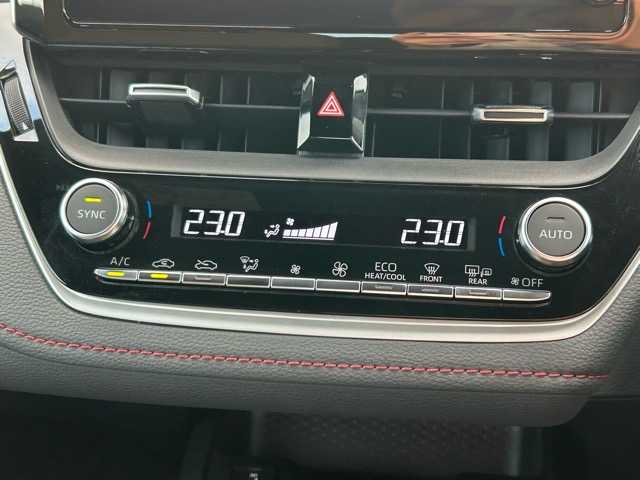 SYNC
23.0
23.0
AUTO
A/C
ECO
HEAT/COOL
FRONT
REAR
OFF